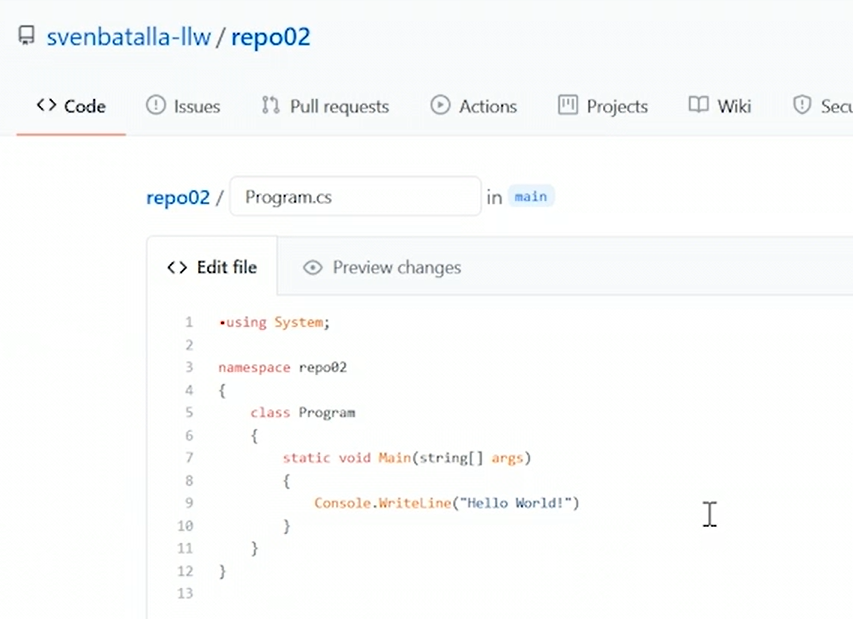 svenbatalla-llw / repo02
Code Issues Pull requests Actions Projects Wiki Secu
repo02 / Program.cs in main
Edit file Preview changes
1 •using System;
2
3 namespace repo02
4 {
5 class Program
6 {
7 static void Main(string[] args)
8 {
9 Console.WriteLine("Hello World!")
10 }
11 }
12 }
13